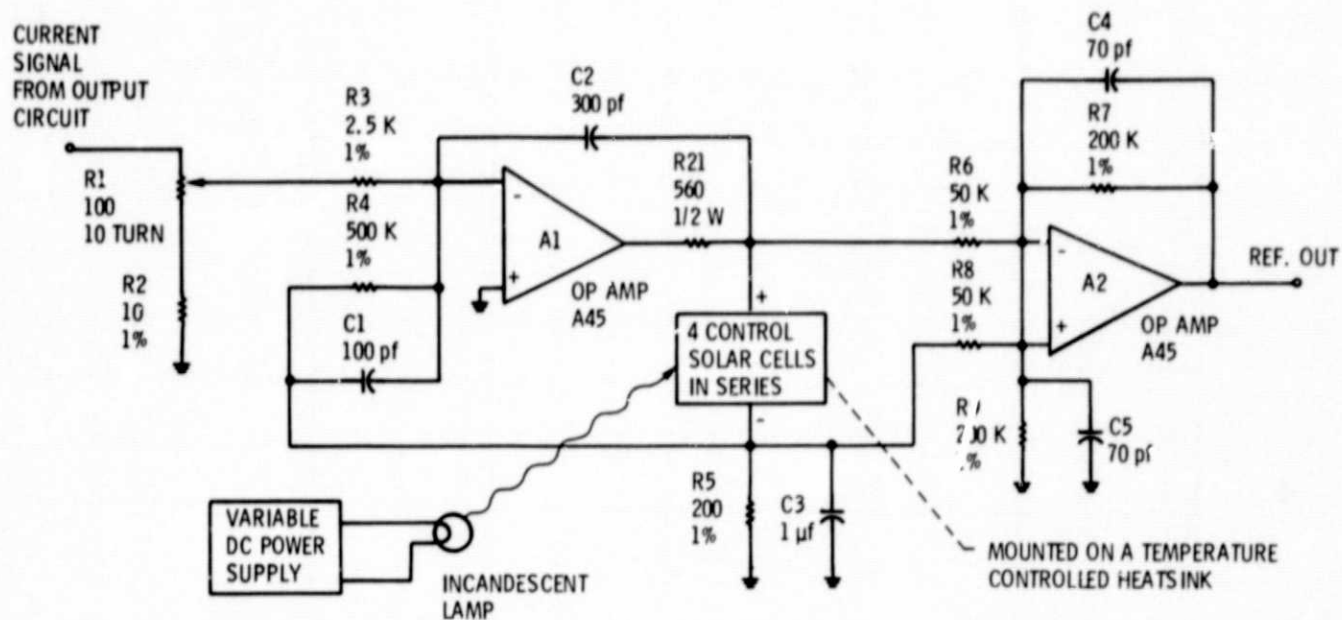 CURRENT
SIGNAL
FROM OUTPUT
CIRCUIT
R1
100
10 TURN
R2
10
1%
R3
2.5 K
1%
R4
500 K
1%
C1
100 pf
C2
300 pf
-
+
A1
OP AMP
A45
R21
560
1/2 W
+
4 CONTROL
SOLAR CELLS
IN SERIES
-
R5
200
1%
C3
1 µf
VARIABLE
DC POWER
SUPPLY
INCANDESCENT
LAMP
R6
50 K
1%
R8
50 K
1%
C4
70 pf
R7
200 K
1%
-
+
A2
OP AMP
A45
REF. OUT
C5
70 pf
MOUNTED ON A TEMPERATURE
CONTROLLED HEATSINK